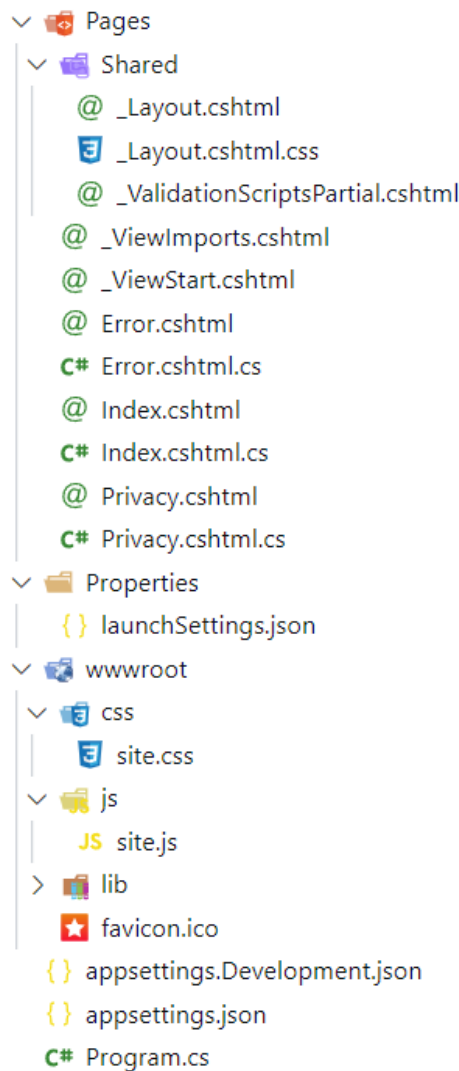 Pages
Shared
@ _Layout.cshtml
_Layout.cshtml.css
@ _ValidationScriptsPartial.cshtml
@ _ViewImports.cshtml
@ _ViewStart.cshtml
@ Error.cshtml
C# Error.cshtml.cs
@ Index.cshtml
C# Index.cshtml.cs
@ Privacy.cshtml
C# Privacy.cshtml.cs
Properties
{ } launchSettings.json
wwwroot
css
site.css
js
JS site.js
lib
favicon.ico
{ } appsettings.Development.json
{ } appsettings.json
C# Program.cs